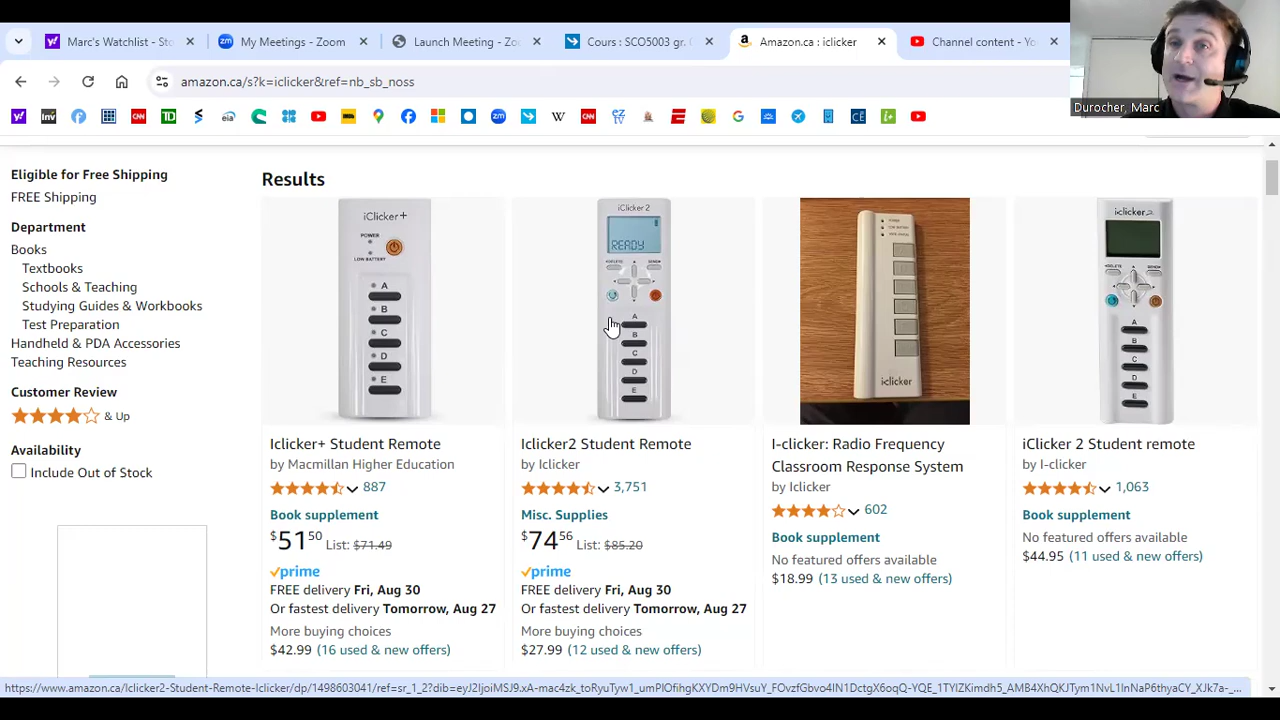 Marc's Watchlist - Sto
My Meetings - Zoom
Launch Meeting - Zoo
Cours : SCO5003 gr.
Amazon.ca : iclicker
Channel content - You
amazon.ca/s?k=iclicker&ref=nb_sb_noss
Durocher, Marc
Eligible for Free Shipping
FREE Shipping
Department
Books
Textbooks
Schools & Teaching
Studying Guides & Workbooks
Test Preparation
Handheld & PDA Accessories
Teaching Resources
Customer Review
& Up
Availability
Include Out of Stock
Results
iClicker+
POWER
LOW BATTERY
A
B
C
D
E
Iclicker+ Student Remote
by Macmillan Higher Education
887
Book supplement
$51 50 List: $71.49
prime
FREE delivery Fri, Aug 30
Or fastest delivery Tomorrow, Aug 27
More buying choices
$42.99 (16 used & new offers)
iClicker 2
READY
A
B
C
D
E
Iclicker2 Student Remote
by Iclicker
3,751
Misc. Supplies
$74 56 List: $85.20
prime
FREE delivery Fri, Aug 30
Or fastest delivery Tomorrow, Aug 27
More buying choices
$27.99 (12 used & new offers)
iclicker
I-clicker: Radio Frequency
Classroom Response System
by Iclicker
602
Book supplement
No featured offers available
$18.99 (13 used & new offers)
iclicker2
A
B
C
D
E
iClicker 2 Student remote
by I-clicker
1,063
Book supplement
No featured offers available
$44.95 (11 used & new offers)